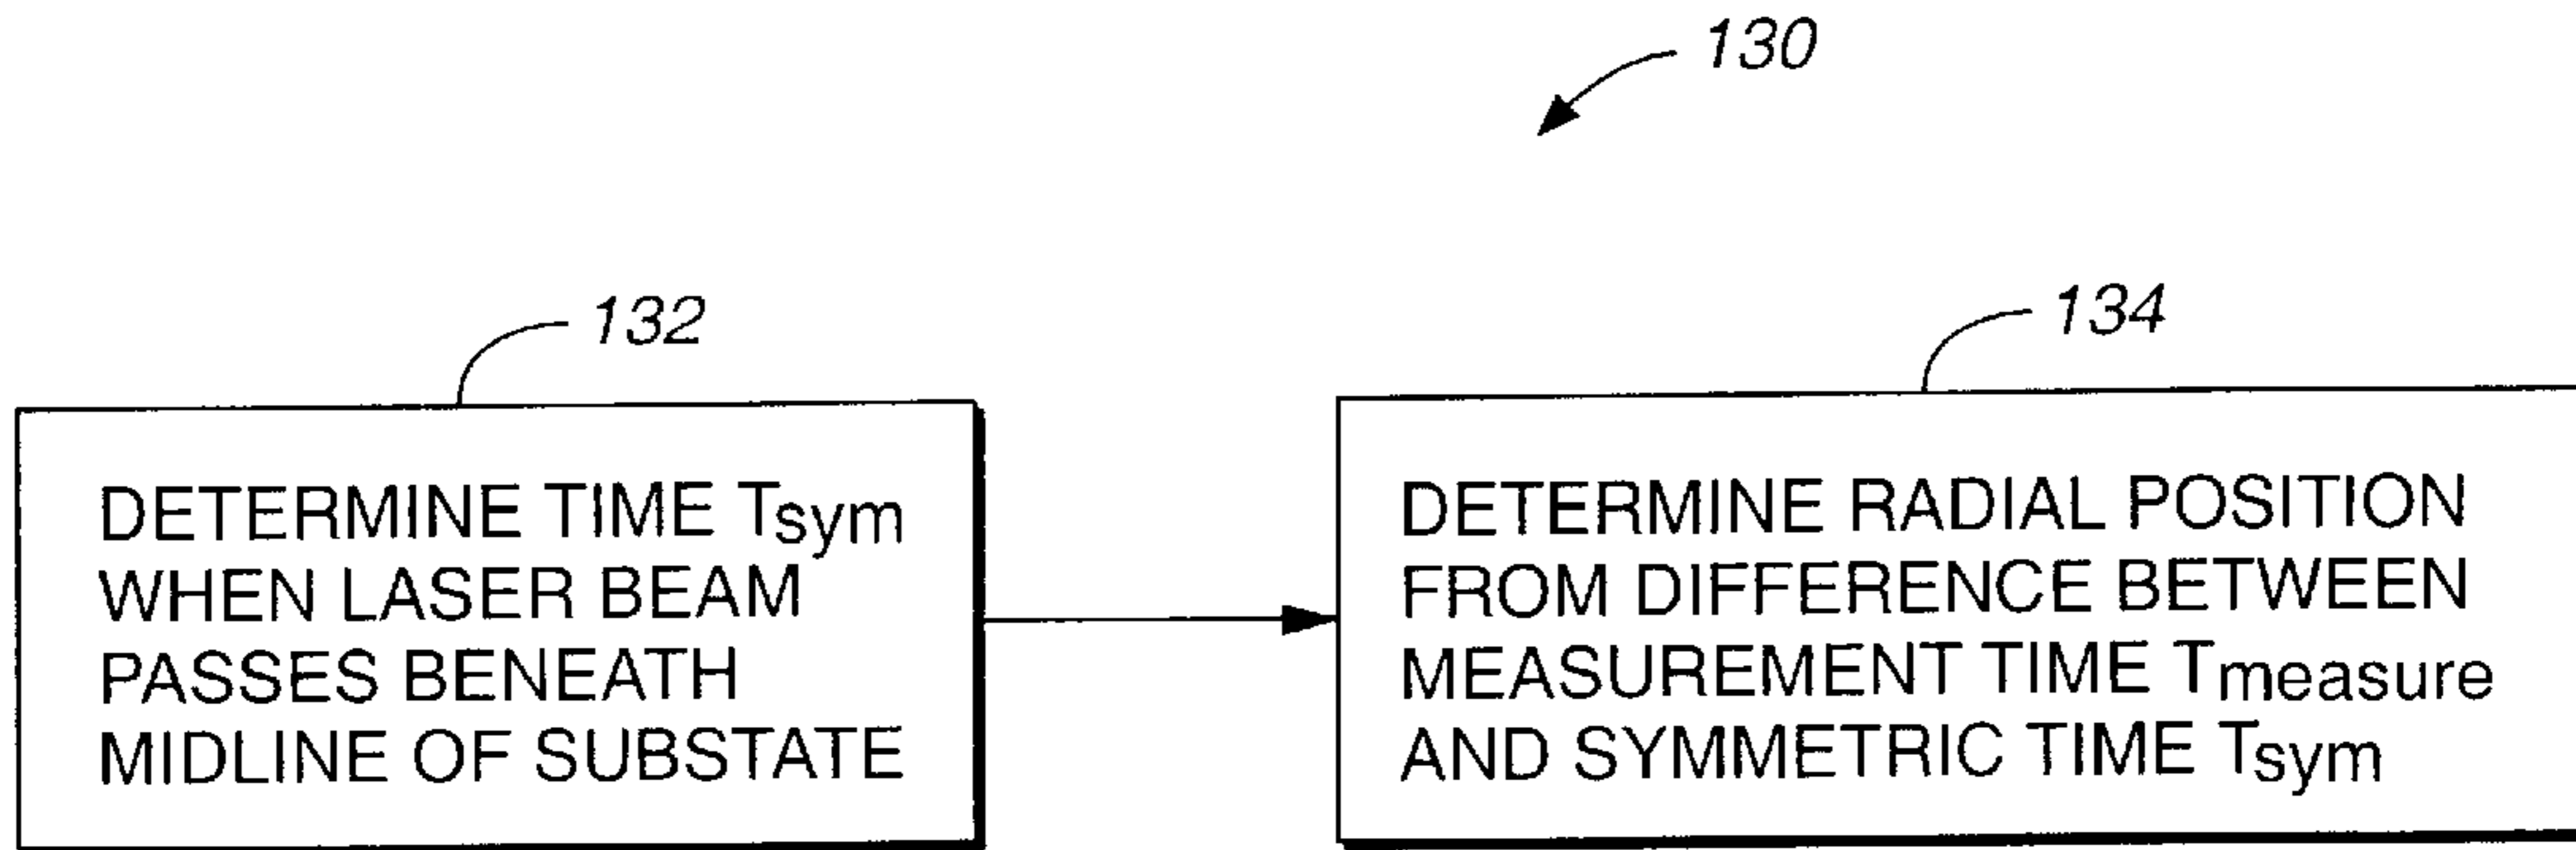 130
132
DETERMINE TIME Tsym
WHEN LASER BEAM
PASSES BENEATH
MIDLINE OF SUBSTATE
134
DETERMINE RADIAL POSITION
FROM DIFFERENCE BETWEEN
MEASUREMENT TIME Tmeasure
AND SYMMETRIC TIME Tsym